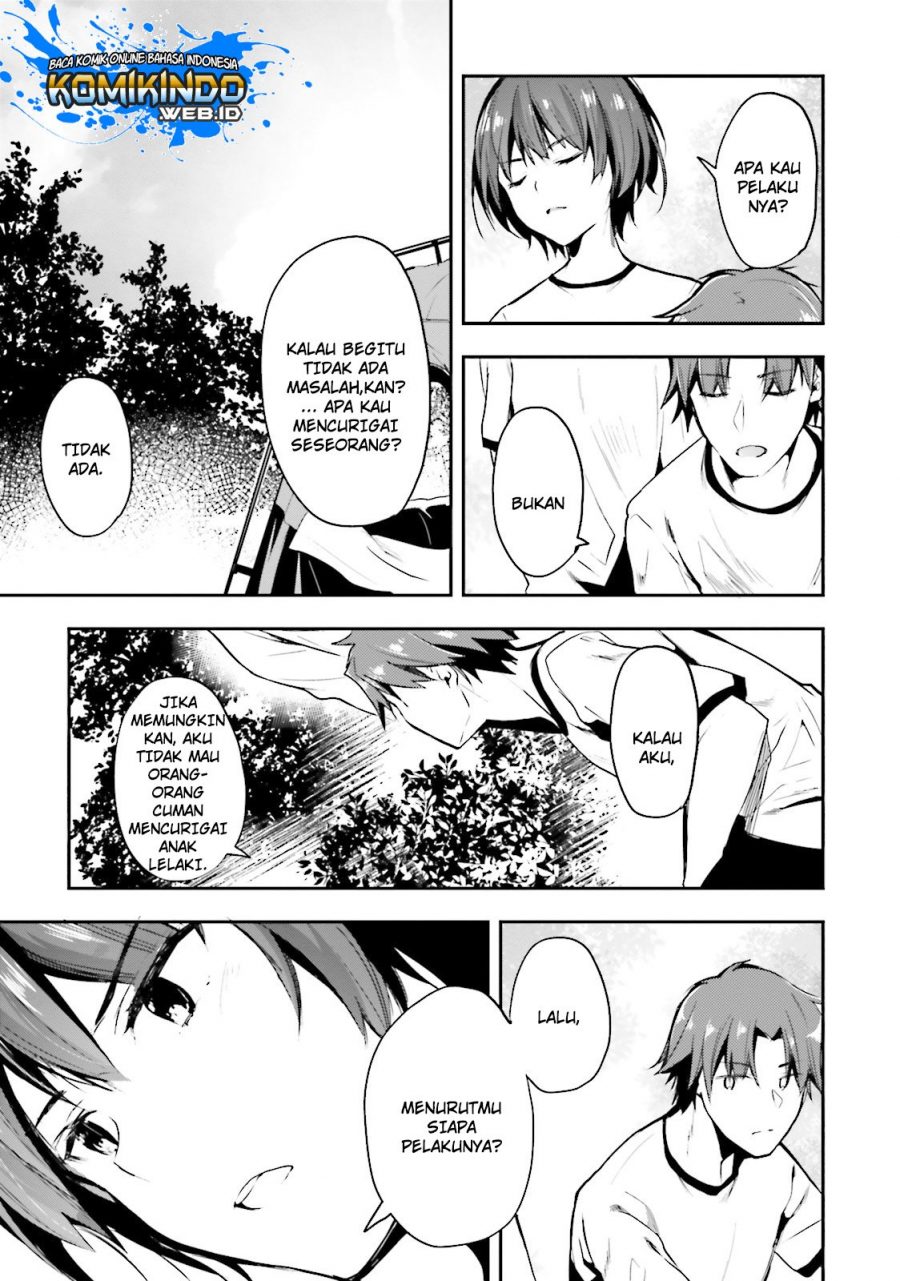 BACA KOMIK ONLINE BAHASA INDONESIA
KOMIKINDO
.WEB.ID
APA KAU
PELAKU
NYA?
BUKAN
KALAU BEGITU
TIDAK ADA
MASALAH,KAN?
... APA KAU
MENCURIGAI
SESEORANG?
TIDAK
ADA.
KALAU
AKU,
JIKA
MEMUNGKIN
KAN, AKU
TIDAK MAU
ORANG-
ORANG
CUMAN
MENCURIGAI
ANAK
LELAKI.
LALU,
MENURUTMU
SIAPA
PELAKUNYA?